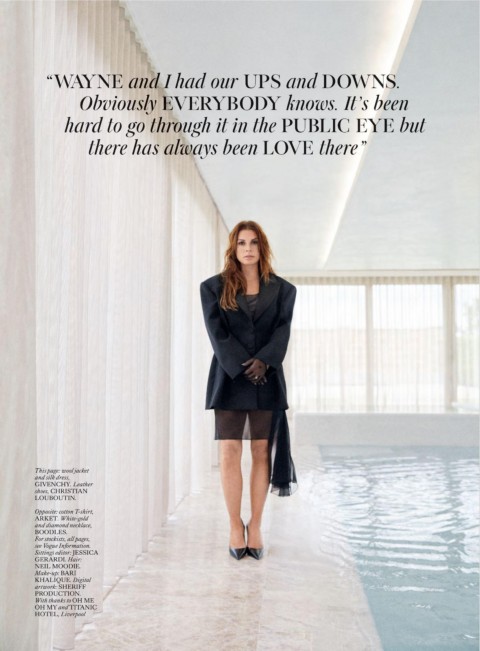 “WAYNE and I had our UPS and DOWNS.
Obviously EVERYBODY knows. It’s been
hard to go through it in the PUBLIC EYE but
there has always been LOVE there”
This page: wool jacket
and silk dress,
GIVENCHY. Leather
shoes, CHRISTIAN
LOUBOUTIN.
Opposite: cotton T-shirt,
ARKET. White-gold
and diamond necklace,
BOODLES.
For stockists, all pages,
see Vogue Information.
Sittings editor: JESSICA
GERARDI. Hair:
NEIL MOODIE.
Make-up: BARI
KHALIQUE. Digital
artwork: SHERIFF
PRODUCTION.
With thanks to OH ME
OH MY and TITANIC
HOTEL, Liverpool